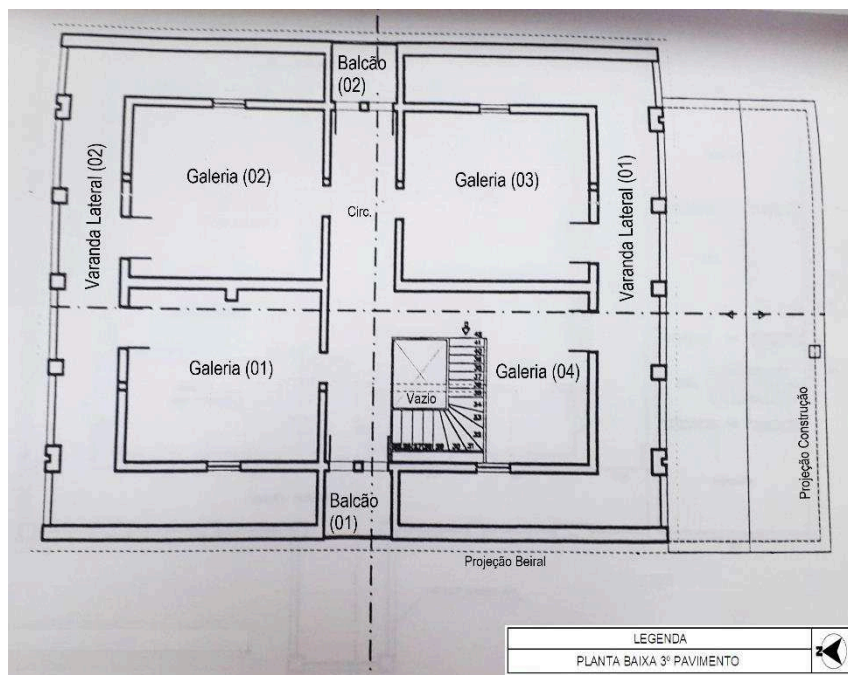 Balcão
(02)
Galeria (02)
Galeria (03)
Varanda Lateral (02)
Varanda Lateral (01)
Circ.
Galeria (01)
Galeria (04)
Vazio
Balcão
(01)
Projeção Construção
Projeção Beiral
LEGENDA
PLANTA BAIXA 3º PAVIMENTO
N